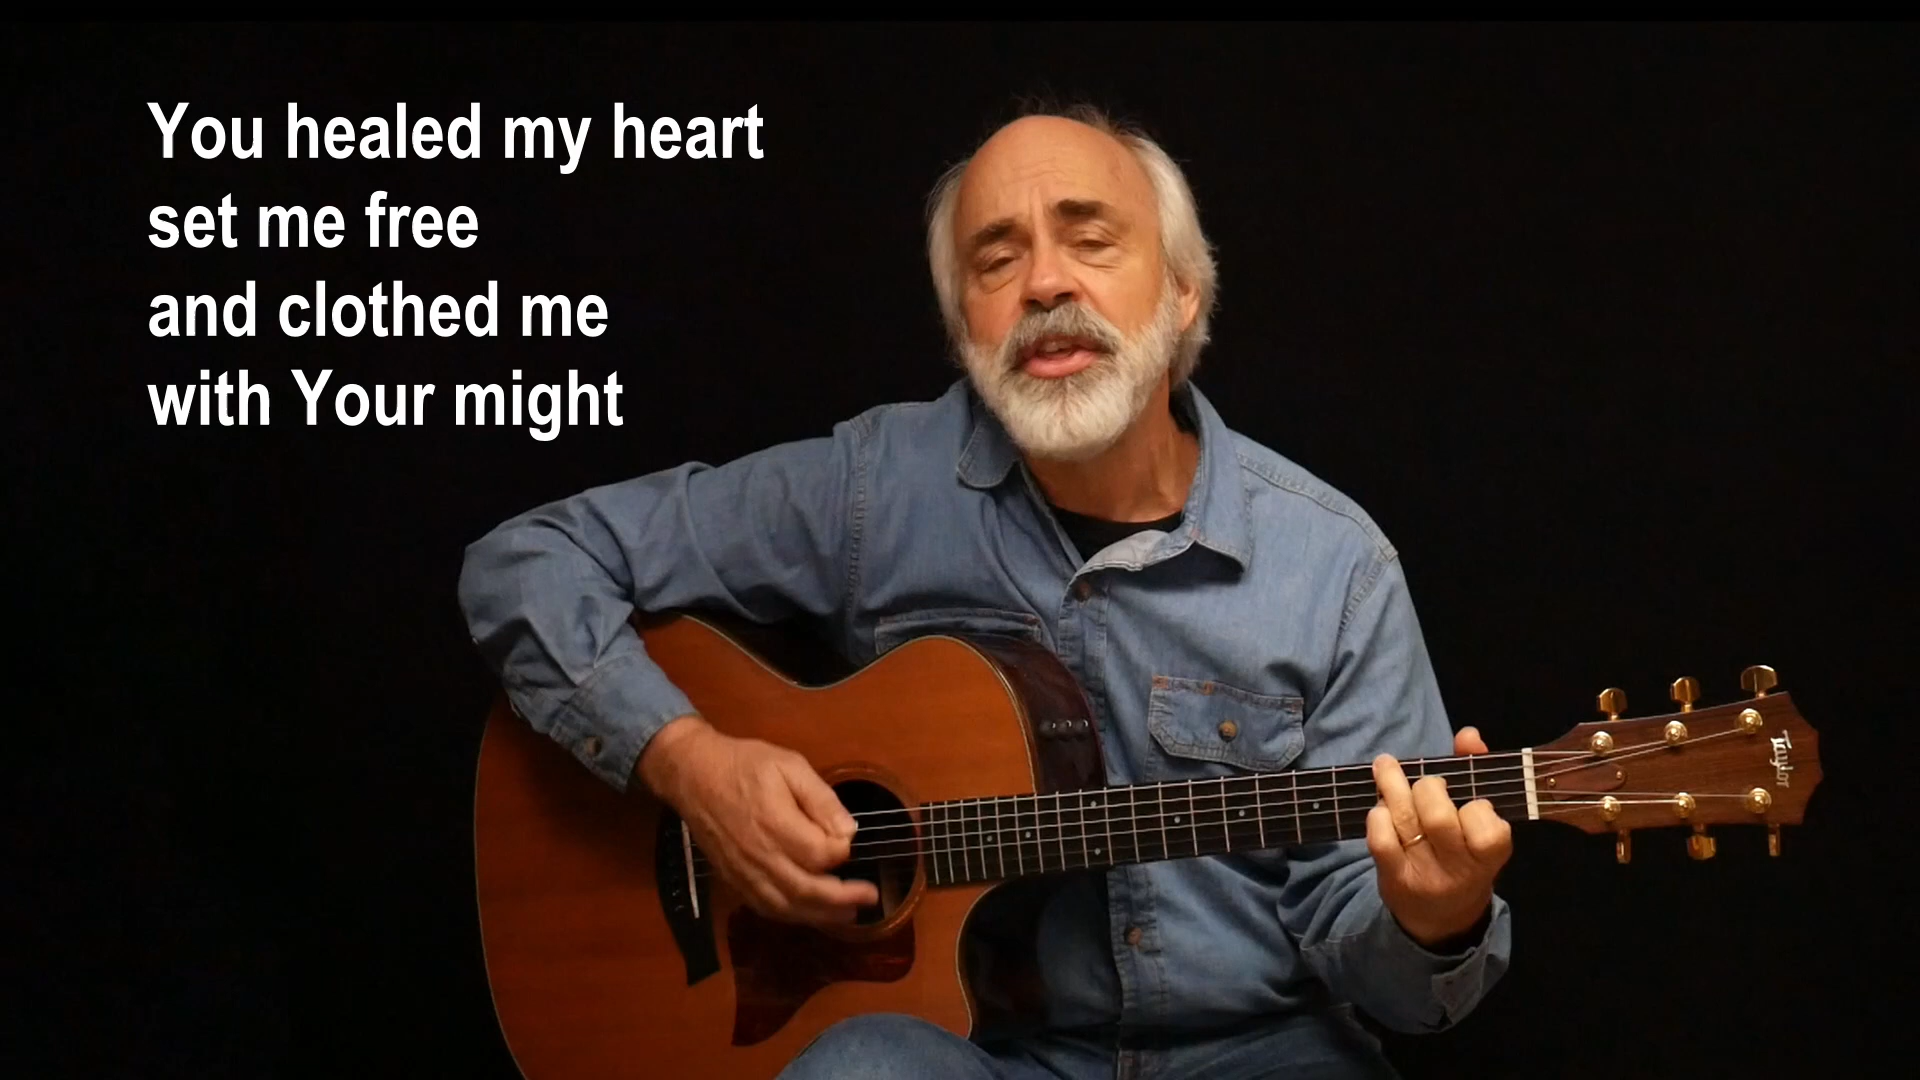 You healed my heart
set me free
and clothed me
with Your might
Taylor